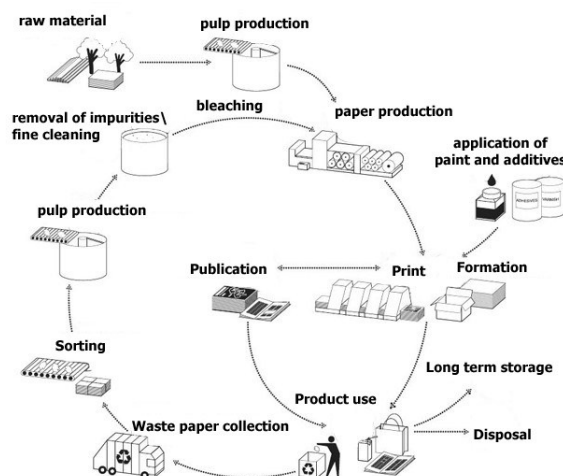 raw material
pulp production
bleaching
removal of impurities\
fine cleaning
paper production
application of
paint and additives
pulp production
Publication
Print
Formation
Sorting
Long term storage
Product use
Waste paper collection
Disposal